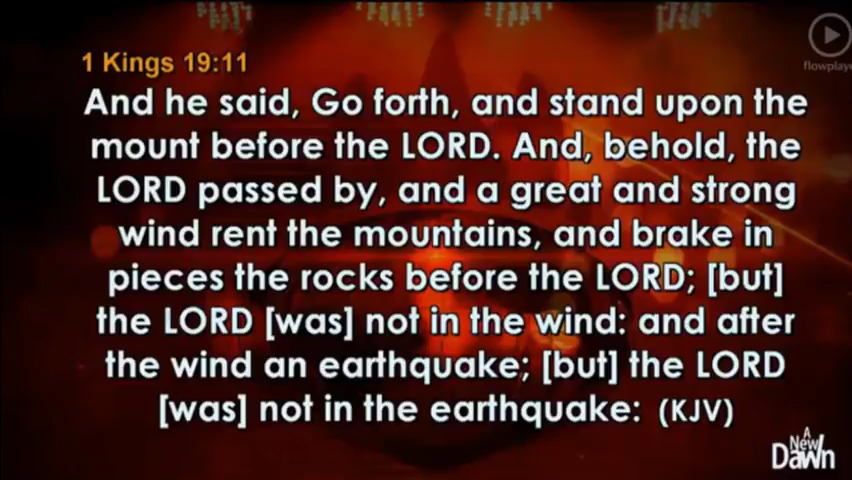 1 Kings 19:11
And he said, Go forth, and stand upon the
mount before the LORD. And, behold, the
LORD passed by, and a great and strong
wind rent the mountains, and brake in
pieces the rocks before the LORD; [but]
the LORD [was] not in the wind: and after
the wind an earthquake; [but] the LORD
[was] not in the earthquake: (KJV)
flowplaye
A
New
Dawn